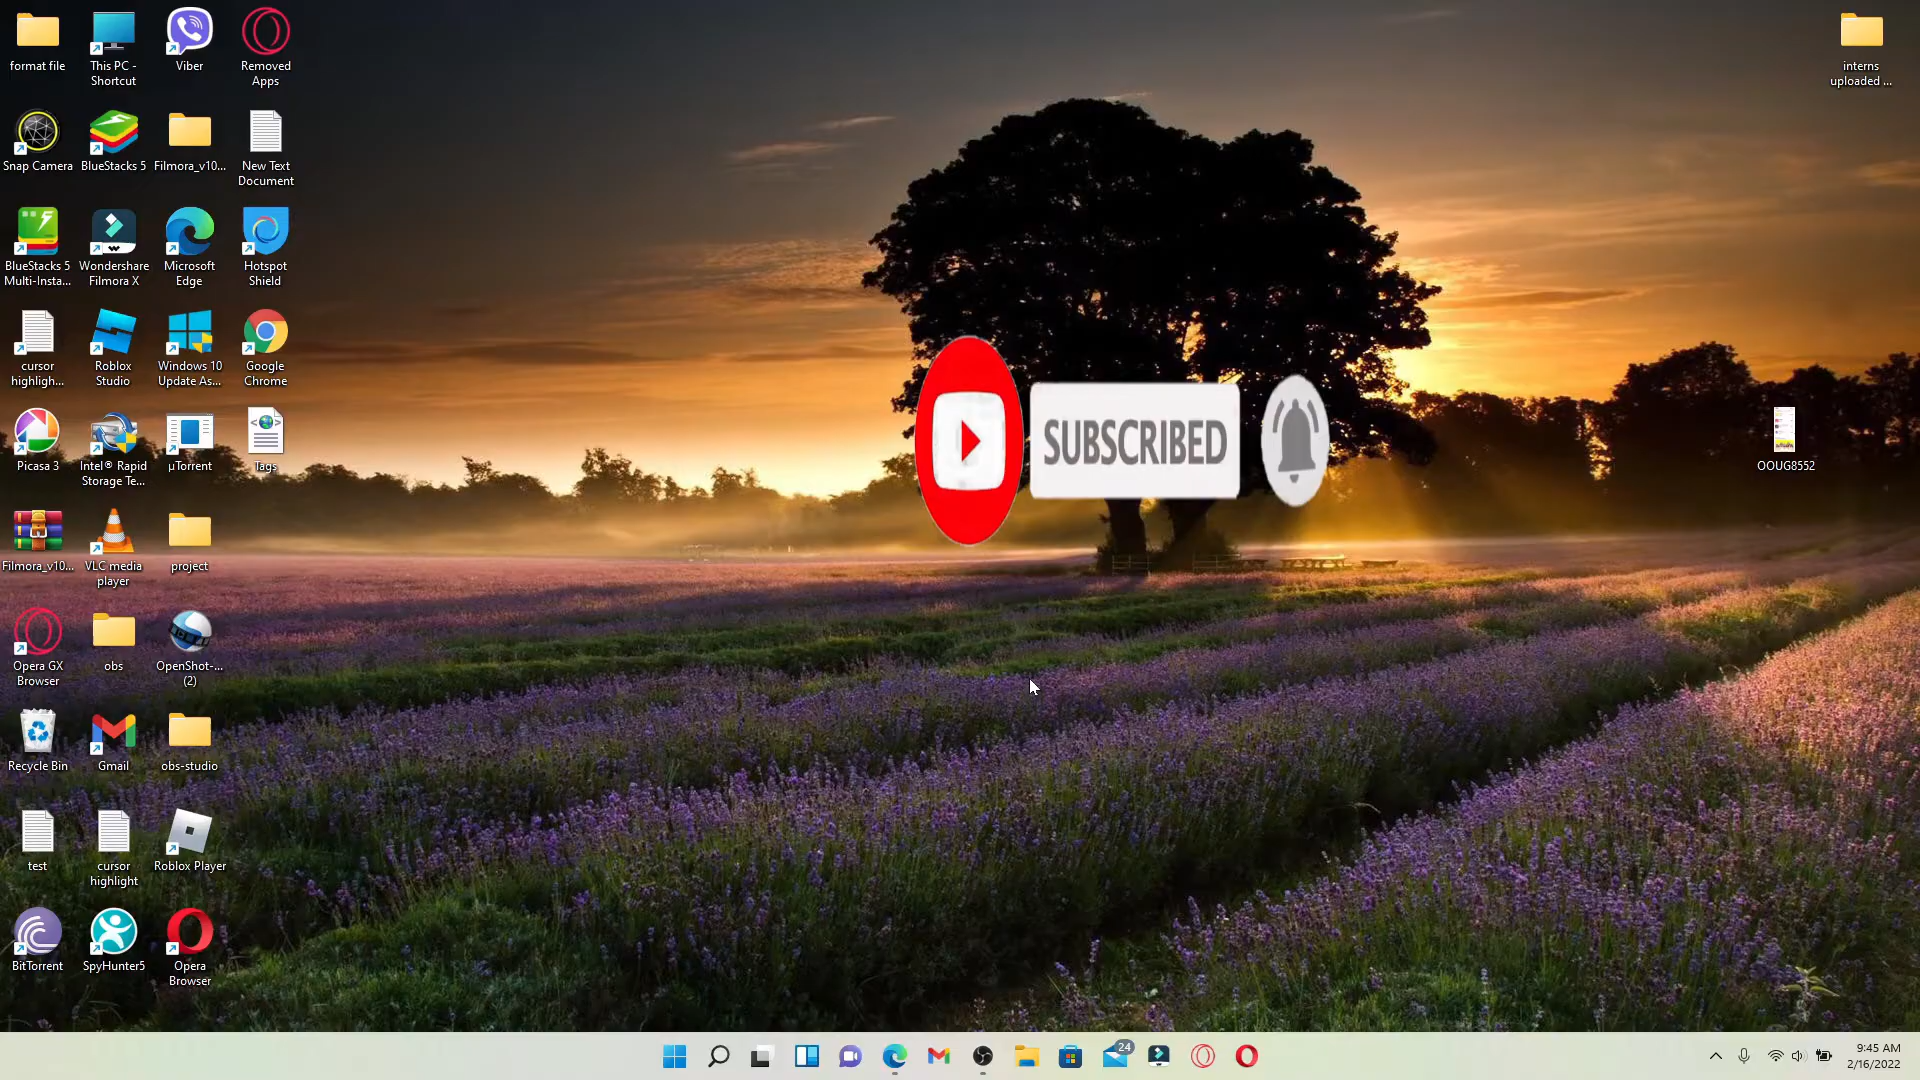 format file
This PC -
Shortcut
Viber
Removed
Apps
interns
uploaded ...
Snap Camera
BlueStacks 5
Filmora_v10...
New Text
Document
BlueStacks 5
Multi-Insta...
Wondershare
Filmora X
Microsoft
Edge
Hotspot
Shield
cursor
highligh...
Roblox
Studio
Windows 10
Update As...
Google
Chrome
SUBSCRIBED
Picasa 3
Intel® Rapid
Storage Te...
µTorrent
Tags
OOUG8552
Filmora_v10...
VLC media
player
project
Opera GX
Browser
obs
OpenShot-...
(2)
Recycle Bin
Gmail
obs-studio
test
cursor
highlight
Roblox Player
BitTorrent
SpyHunter5
Opera
Browser
24
9:45 AM
2/16/2022